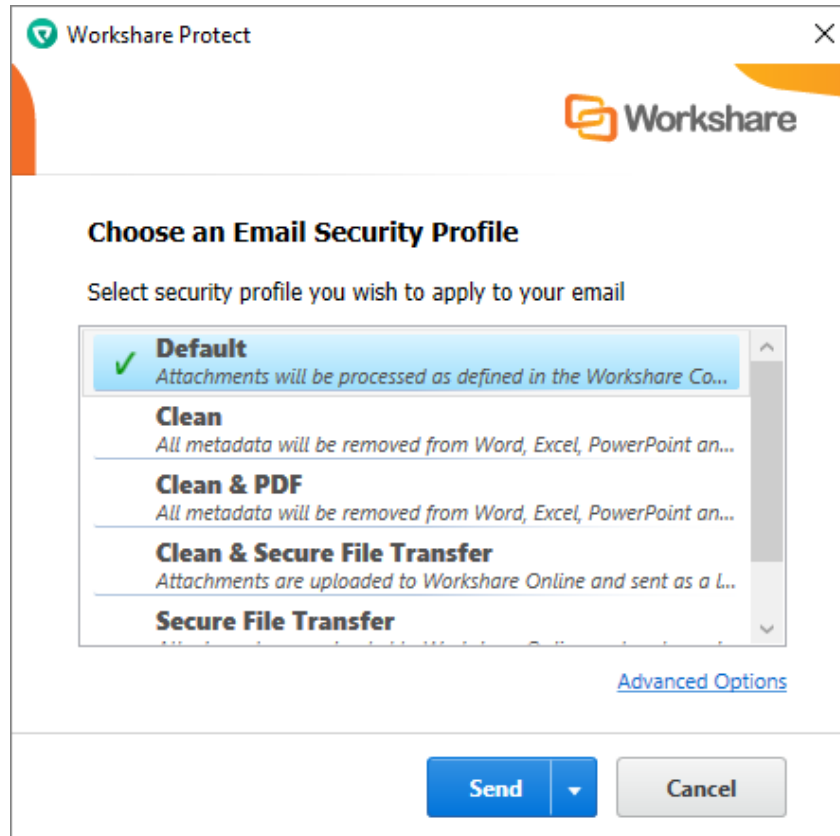 Workshare Protect
Workshare
Choose an Email Security Profile
Select security profile you wish to apply to your email
Default
Attachments will be processed as defined in the Workshare Co...
Clean
All metadata will be removed from Word, Excel, PowerPoint an...
Clean & PDF
All metadata will be removed from Word, Excel, PowerPoint an...
Clean & Secure File Transfer
Attachments are uploaded to Workshare Online and sent as a l...
Secure File Transfer
Advanced Options
Send
Cancel